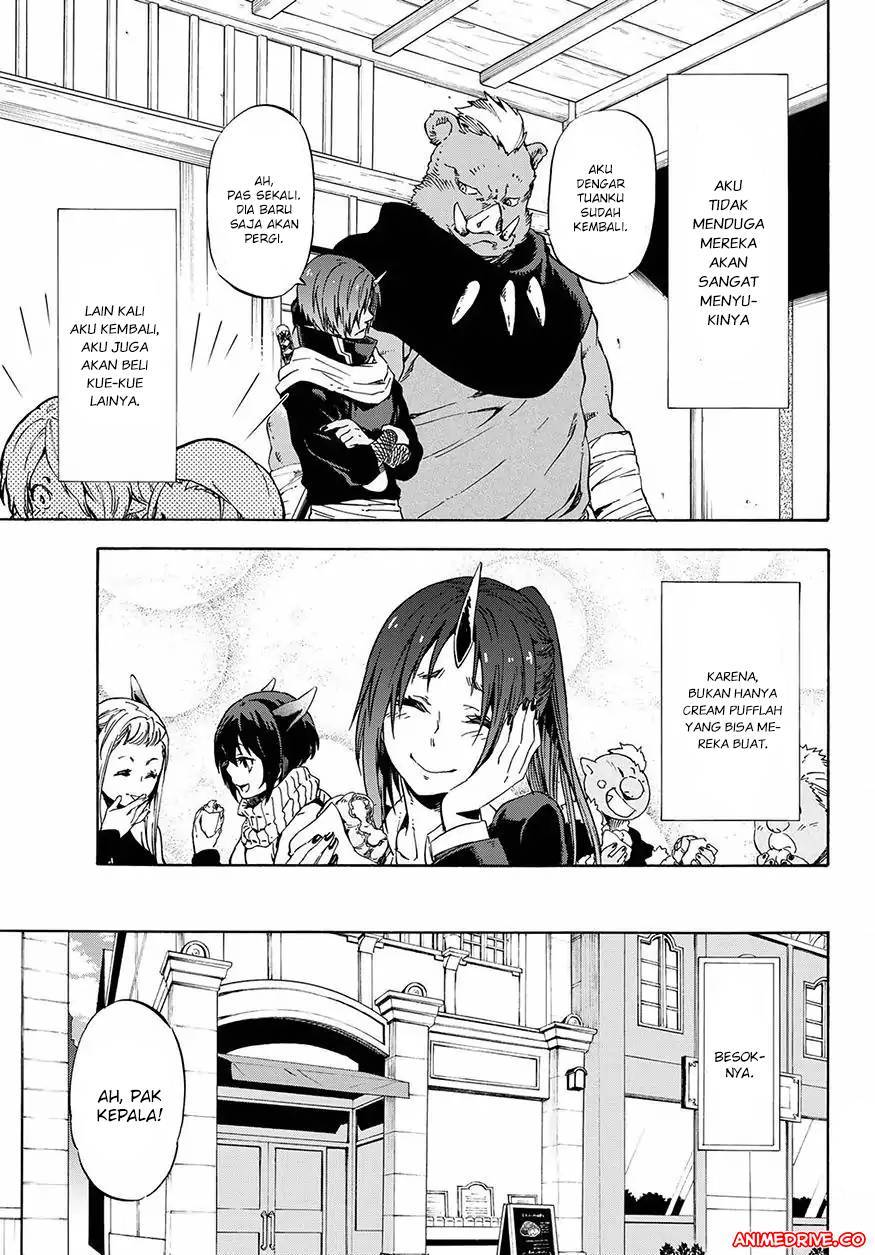 AKU
TIDAK
MENDUGA
MEREKA
AKAN
SANGAT
MENYU-
KINYA
AKU
DENGAR
TUANKU
SUDAH
KEMBALI.
AH,
PAS SEKALI.
DIA BARU
SAJA AKAN
PERGI.
LAIN KALI
AKU KEMBALI,
AKU JUGA
AKAN BELI
KUE-KUE
LAINYA.
KARENA,
BUKAN HANYA
CREAM PUFFLAH
YANG BISA ME-
REKA BUAT.
BESOK-
NYA.
AH, PAK
KEPALA!
ANIMEDRIVE.CO